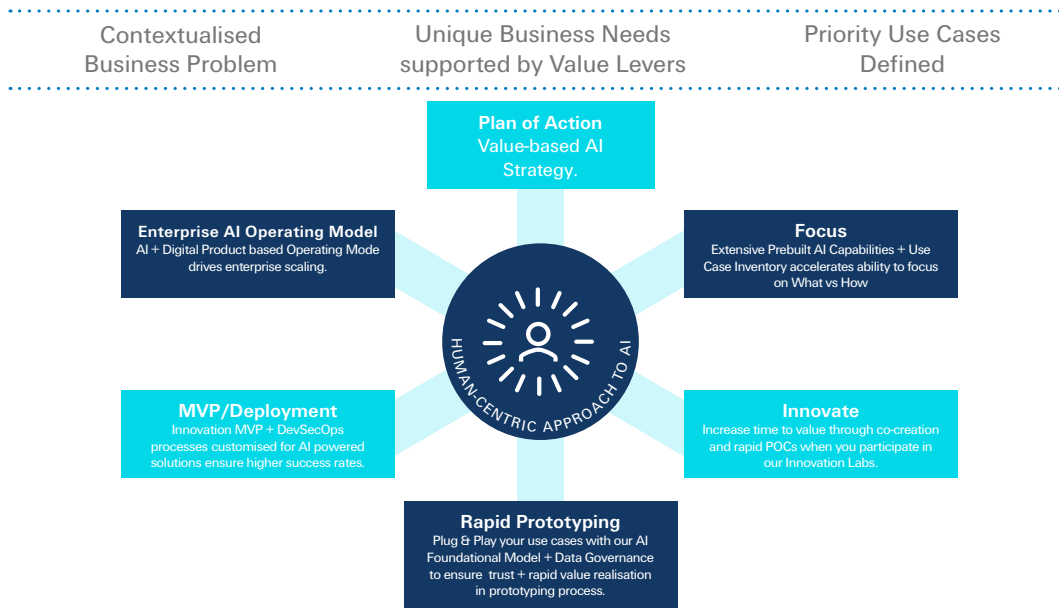 Contextualised
Business Problem
Unique Business Needs
supported by Value Levers
Priority Use Cases
Defined
Plan of Action
Value-based AI
Strategy.
Enterprise AI Operating Model
AI + Digital Product based Operating Mode
drives enterprise scaling.
Focus
Extensive Prebuilt AI Capabilities + Use
Case Inventory accelerates ability to focus
on What vs How
HUMAN-CENTRIC APPROACH TO AI
MVP/Deployment
Innovation MVP + DevSecOps
processes customised for AI powered
solutions ensure higher success rates.
Innovate
Increase time to value through co-creation
and rapid POCs when you participate in
our Innovation Labs.
Rapid Prototyping
Plug & Play your use cases with our AI
Foundational Model + Data Governance
to ensure trust + rapid value realisation
in prototyping process.